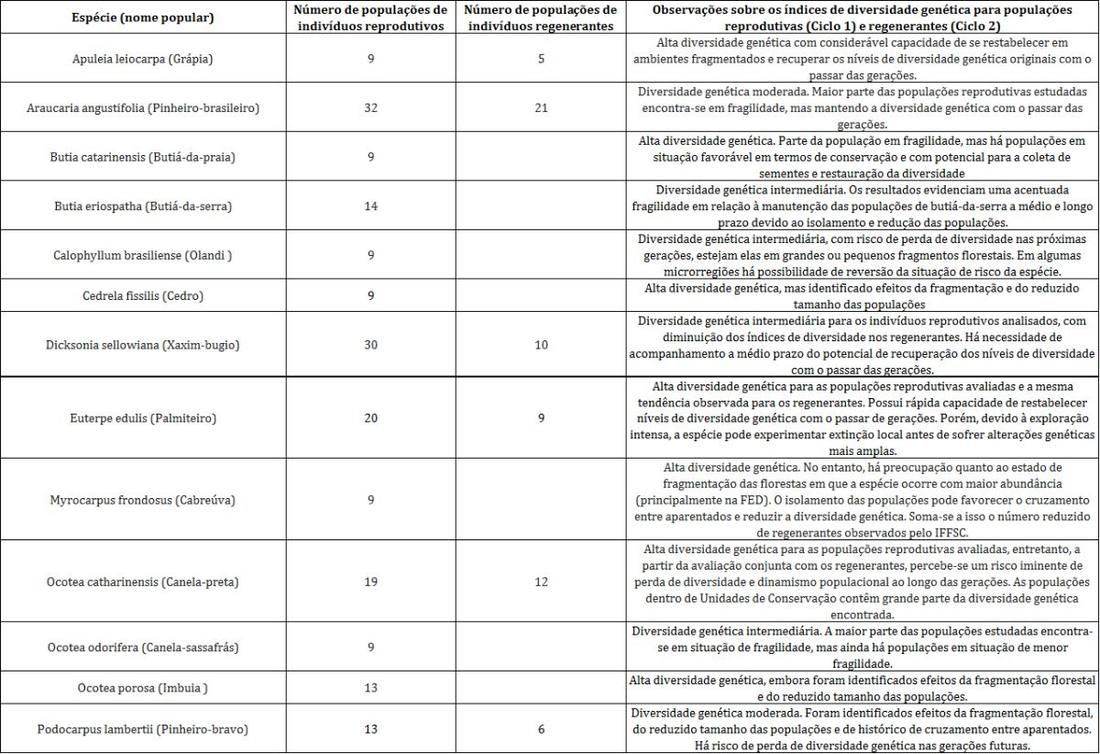 Espécie (nome popular)
Número de populações de
indivíduos reprodutivos
Número de populações de
indivíduos regenerantes
Observações sobre os índices de diversidade genética para populações
reprodutivas (Ciclo 1) e regenerantes (Ciclo 2)
Apuleia leiocarpa (Grápia)
9
5
Alta diversidade genética com considerável capacidade de se restabelecer em
ambientes fragmentados e recuperar os níveis de diversidade genética originais com o
passar das gerações.
Araucaria angustifolia (Pinheiro-brasileiro)
32
21
Diversidade genética moderada. Maior parte das populações reprodutivas estudadas
encontra-se em fragilidade, mas mantendo a diversidade genética com o passar das
gerações.
Butia catarinensis (Butiá-da-praia)
9
Alta diversidade genética. Parte da população em fragilidade, mas há populações em
situação favorável em termos de conservação e com potencial para a coleta de
sementes e restauração da diversidade
Butia eriospatha (Butiá-da-serra)
14
Diversidade genética intermediária. Os resultados evidenciam uma acentuada
fragilidade em relação à manutenção das populações de butiá-da-serra a médio e longo
prazo devido ao isolamento e redução das populações.
Calophyllum brasiliense (Olandi )
9
Diversidade genética intermediária, com risco de perda de diversidade nas próximas
gerações, estejam elas em grandes ou pequenos fragmentos florestais. Em algumas
microrregiões há possibilidade de reversão da situação de risco da espécie.
Cedrela fissilis (Cedro)
9
Alta diversidade genética, mas identificado efeitos da fragmentação e do reduzido
tamanho das populações
Dicksonia sellowiana (Xaxim-bugio)
30
10
Diversidade genética intermediária para os indivíduos reprodutivos analisados, com
diminuição dos índices de diversidade nos regenerantes. Há necessidade de
acompanhamento a médio prazo do potencial de recuperação dos níveis de diversidade
com o passar das gerações.
Euterpe edulis (Palmiteiro)
20
9
Alta diversidade genética para as populações reprodutivas avaliadas e a mesma
tendência observada para os regenerantes. Possui rápida capacidade de restabelecer
níveis de diversidade genética com o passar de gerações. Porém, devido à exploração
intensa, a espécie pode experimentar extinção local antes de sofrer alterações genéticas
mais amplas.
Myrocarpus frondosus (Cabreúva)
9
Alta diversidade genética. No entanto, há preocupação quanto ao estado de
fragmentação das florestas em que a espécie ocorre com maior abundância
(principalmente na FED). O isolamento das populações pode favorecer o cruzamento
entre aparentados e reduzir a diversidade genética. Soma-se a isso o número reduzido
de regenerantes observados pelo IFFSC.
Ocotea catharinensis (Canela-preta)
19
12
Alta diversidade genética para as populações reprodutivas avaliadas, entretanto, a
partir da avaliação conjunta com os regenerantes, percebe-se um risco iminente de
perda de diversidade e dinamismo populacional ao longo das gerações. As populações
dentro de Unidades de Conservação contêm grande parte da diversidade genética
encontrada.
Ocotea odorifera (Canela-sassafrás)
9
Diversidade genética intermediária. A maior parte das populações estudadas encontra-
se em situação de fragilidade, mas ainda há populações em situação de menor
fragilidade.
Ocotea porosa (Imbuia )
13
Alta diversidade genética, embora foram identificados efeitos da fragmentação florestal
e do reduzido tamanho das populações.
Podocarpus lambertii (Pinheiro-bravo)
13
6
Diversidade genética moderada. Foram identificados efeitos da fragmentação florestal,
do reduzido tamanho das populações e de histórico de cruzamento entre aparentados.
Há risco de perda de diversidade genética nas gerações futuras.